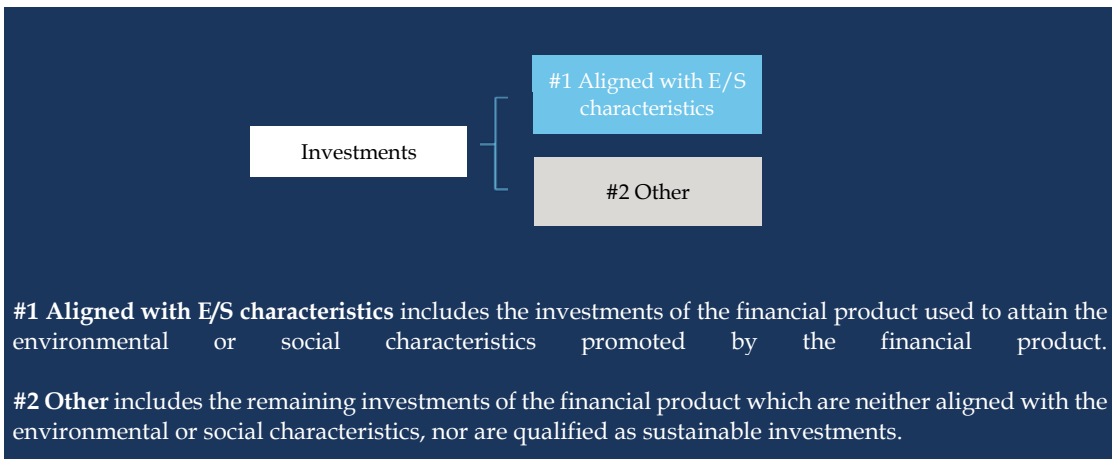 #1 Aligned with E/S
characteristics
Investments
#2 Other
#1 Aligned with E/S characteristics includes the investments of the financial product used to attain the
environmental or social characteristics promoted by the financial product.
#2 Other includes the remaining investments of the financial product which are neither aligned with the
environmental or social characteristics, nor are qualified as sustainable investments.